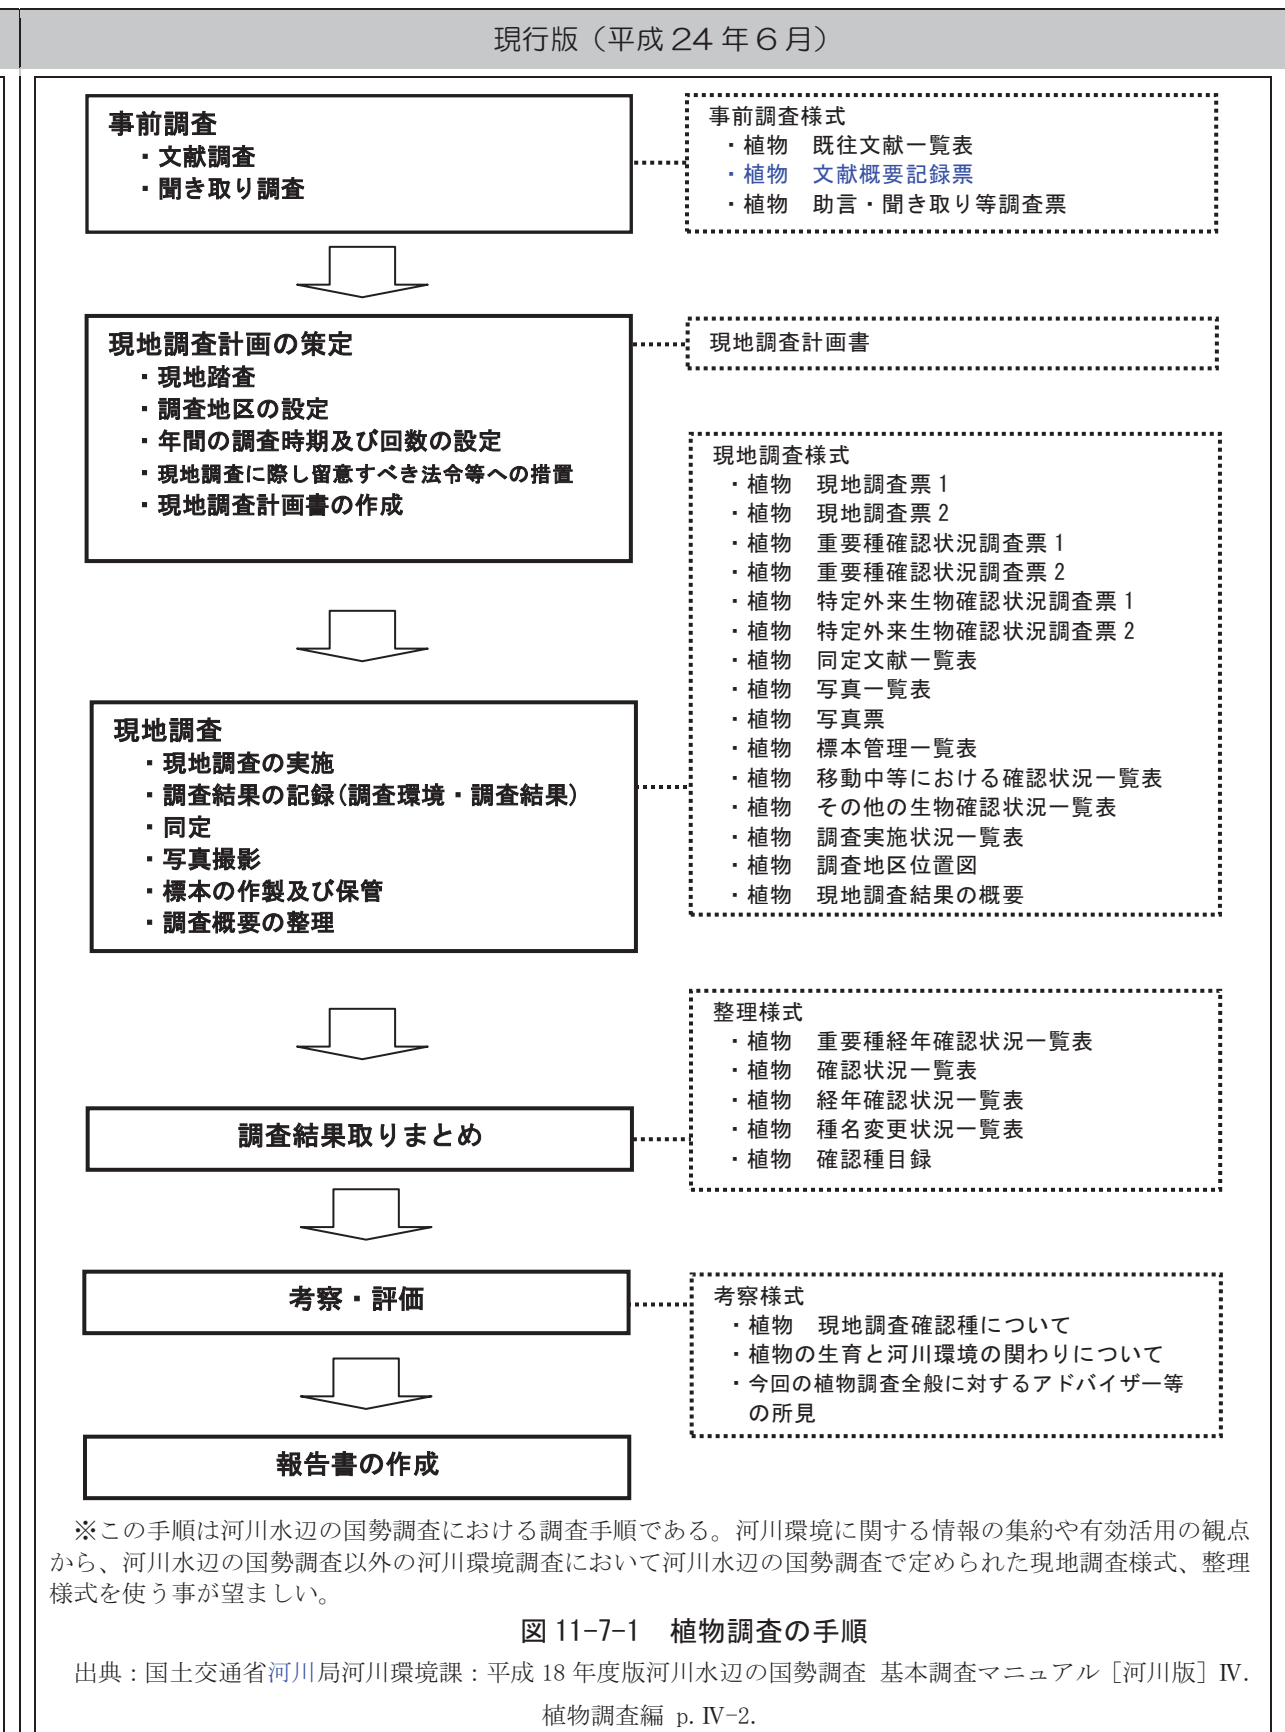 現行版（平成２４年６月）
事前調査
・文献調査
・聞き取り調査
事前調査様式
・植物　既往文献一覧表
・植物　文献概要記録票
・植物　助言・聞き取り等調査票
現地調査計画の策定
・現地踏査
・調査地区の設定
・年間の調査時期及び回数の設定
・現地調査に際し留意すべき法令等への措置
・現地調査計画書の作成
現地調査計画書
現地調査
・現地調査の実施
・調査結果の記録(調査環境・調査結果)
・同定
・写真撮影
・標本の作製及び保管
・調査概要の整理
現地調査様式
・植物　現地調査票1
・植物　現地調査票2
・植物　重要種確認状況調査票1
・植物　重要種確認状況調査票2
・植物　特定外来生物確認状況調査票1
・植物　特定外来生物確認状況調査票2
・植物　同定文献一覧表
・植物　写真一覧表
・植物　写真票
・植物　標本管理一覧表
・植物　移動中等における確認状況一覧表
・植物　その他の生物確認状況一覧表
・植物　調査実施状況一覧表
・植物　調査地区位置図
・植物　現地調査結果の概要
調査結果取りまとめ
整理様式
・植物　重要種経年確認状況一覧表
・植物　確認状況一覧表
・植物　経年確認状況一覧表
・植物　種名変更状況一覧表
・植物　確認種目録
考察・評価
考察様式
・植物　現地調査確認種について
・植物の生育と河川環境の関わりについて
・今回の植物調査全般に対するアドバイザー等
の所見
報告書の作成
※この手順は河川水辺の国勢調査における調査手順である。河川環境に関する情報の集約や有効活用の観点
から、河川水辺の国勢調査以外の河川環境調査において河川水辺の国勢調査で定められた現地調査様式、整理
様式を使う事が望ましい。
図 11-7-1　植物調査の手順
出典：国土交通省河川局河川環境課：平成 18 年度版河川水辺の国勢調査 基本調査マニュアル［河川版］Ⅳ.
植物調査編 p.Ⅳ-2.